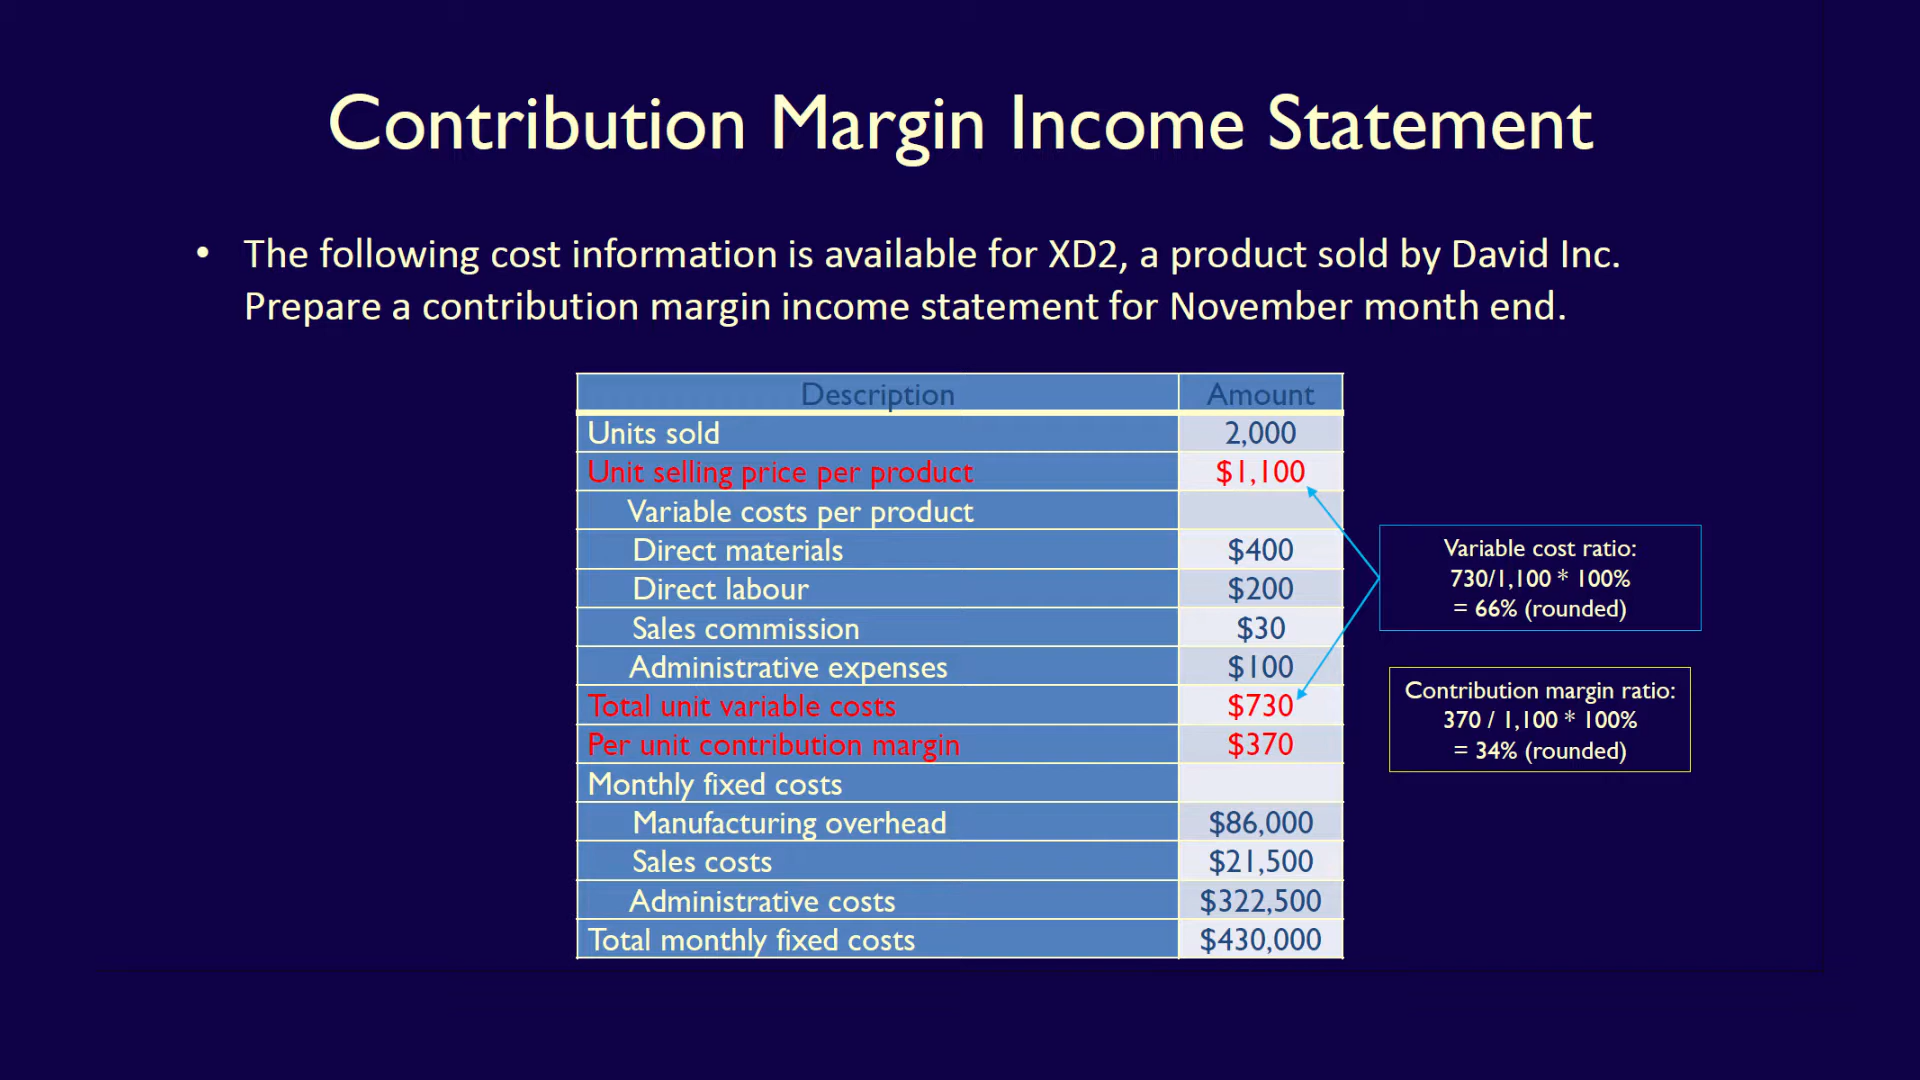 Contribution Margin Income Statement
• The following cost information is available for XD2, a product sold by David Inc.
Prepare a contribution margin income statement for November month end.
Description Amount
Units sold 2,000
Unit selling price per product $1,100
Variable costs per product
Direct materials $400
Direct labour $200
Sales commission $30
Administrative expenses $100
Total unit variable costs $730
Per unit contribution margin $370
Monthly fixed costs
Manufacturing overhead $86,000
Sales costs $21,500
Administrative costs $322,500
Total monthly fixed costs $430,000
Variable cost ratio:
730/1,100 * 100%
= 66% (rounded)
Contribution margin ratio:
370 / 1,100 * 100%
= 34% (rounded)